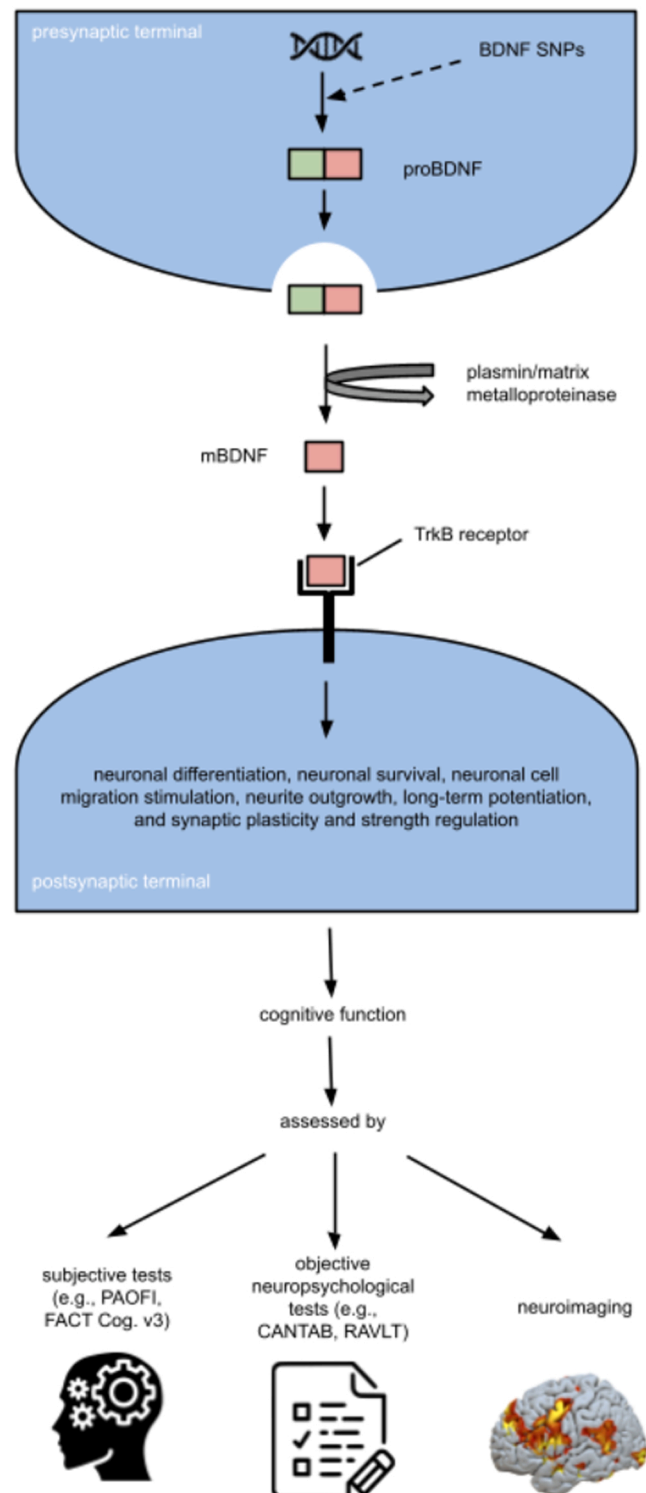 presynaptic terminal
BDNF SNPs
proBDNF
plasmin/matrix
metalloproteinase
mBDNF
TrkB receptor
neuronal differentiation, neuronal survival, neuronal cell
migration stimulation, neurite outgrowth, long-term potentiation,
and synaptic plasticity and strength regulation
postsynaptic terminal
cognitive function
assessed by
subjective tests
(e.g., PAOFI,
FACT Cog. v3)
objective
neuropsychological
tests (e.g.,
CANTAB, RAVLT)
neuroimaging